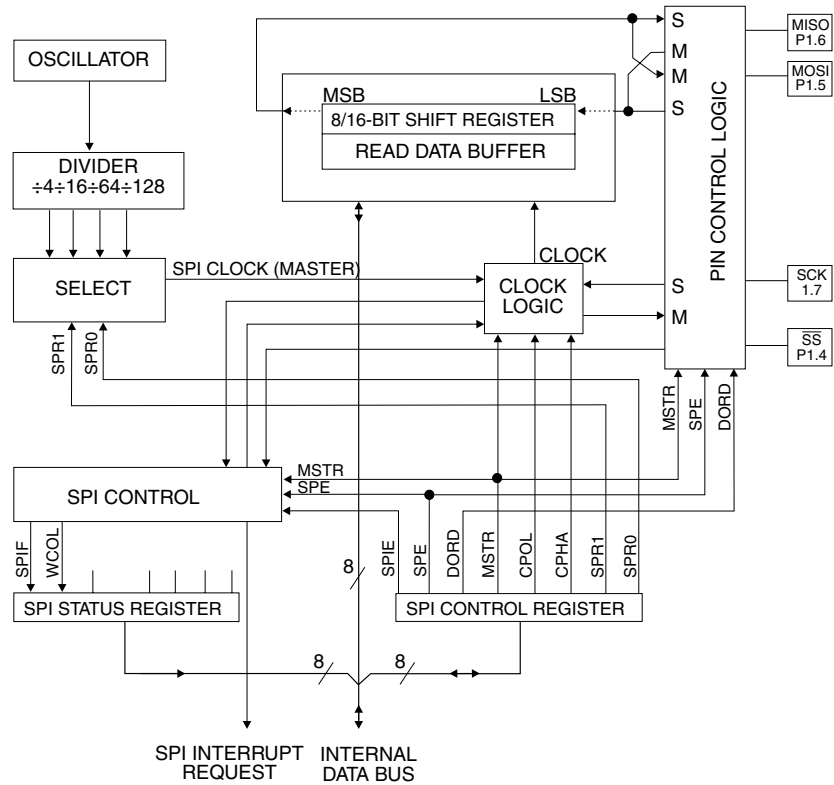 OSCILLATOR
DIVIDER
÷4÷16÷64÷128
SELECT
SPI CLOCK (MASTER)
SPR1
SPR0
MSB
LSB
8/16-BIT SHIFT REGISTER
READ DATA BUFFER
CLOCK
CLOCK
LOGIC
S
M
M
S
S
M
PIN CONTROL LOGIC
MISO
P1.6
MOSI
P1.5
SCK
1.7
SS
P1.4
MSTR
SPE
DORD
SPI CONTROL
MSTR
SPE
SPIF
WCOL
SPI STATUS REGISTER
8
SPIE
SPE
DORD
MSTR
CPOL
CPHA
SPR1
SPR0
SPI CONTROL REGISTER
8
8
SPI INTERRUPT
REQUEST
INTERNAL
DATA BUS